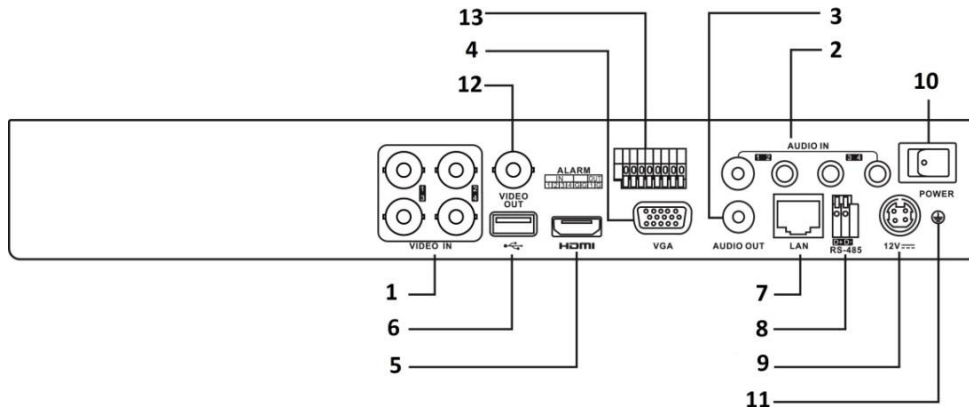 13
3
4
2
12
10
AUDIO IN
1 2
3 4
ALARM
IN OUT
1 2 3 4 G G 1 G
VIDEO
OUT
POWER
VIDEO IN
HDMI
VGA
AUDIO OUT
LAN
D+ D-
RS-485
12V
1
7
6
8
5
9
11